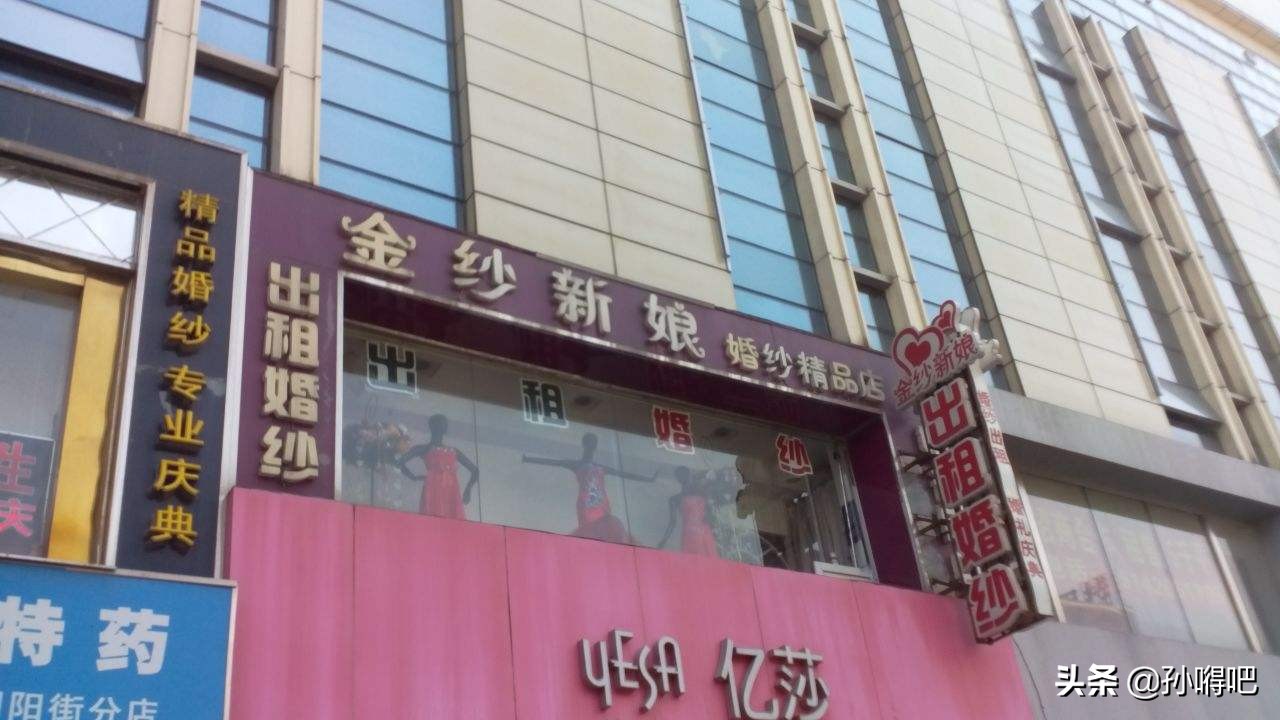 精品婚纱 专业庆典
出租婚纱
金纱新娘 婚纱精品店
出租婚纱
金纱新娘
出租婚纱
YESA 亿莎
特药
阳街分店
头条 @孙嘚吧